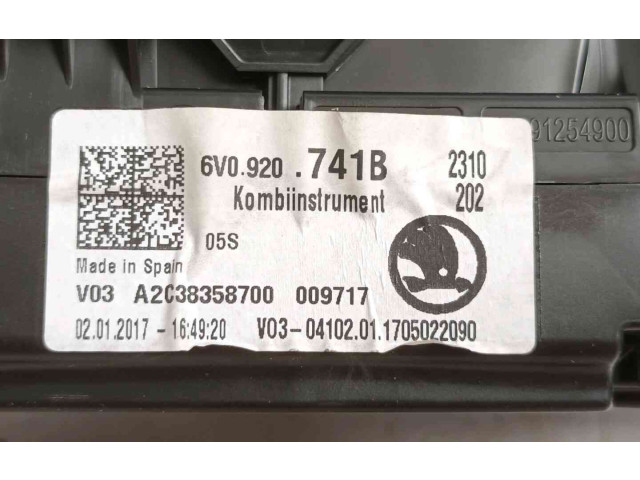 91254900
6V0.920 .741B 2310
Kombiinstrument 202
05S
Made in Spain
V03 A2C38358700 009717
02.01.2017 - 16:49:20 V03-04102.01.1705022090